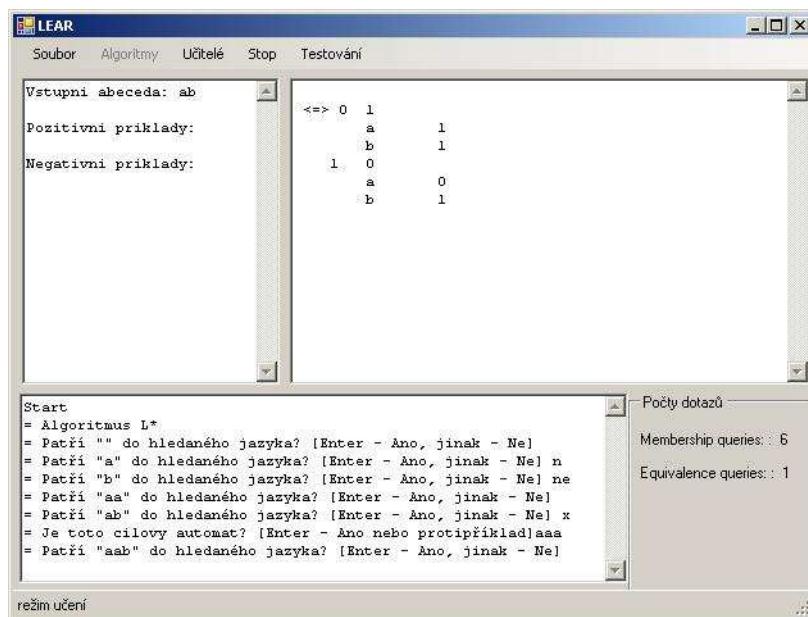 LEAR
Soubor Algoritmy Učitelé Stop Testování
Vstupni abeceda: ab
Pozitivni priklady:
Negativni priklady:
<=> 0 1
a 1
b 1
1 0
a 0
b 1
Start
= Algoritmus L*
= Patří "" do hledaného jazyka? [Enter - Ano, jinak - Ne]
= Patří "a" do hledaného jazyka? [Enter - Ano, jinak - Ne] n
= Patří "b" do hledaného jazyka? [Enter - Ano, jinak - Ne] ne
= Patří "aa" do hledaného jazyka? [Enter - Ano, jinak - Ne]
= Patří "ab" do hledaného jazyka? [Enter - Ano, jinak - Ne] x
= Je toto cilovy automat? [Enter - Ano nebo protipříklad]aaa
= Patří "aab" do hledaného jazyka? [Enter - Ano, jinak - Ne]
Počty dotazů
Membership queries: : 6
Equivalence queries: : 1
režim učení